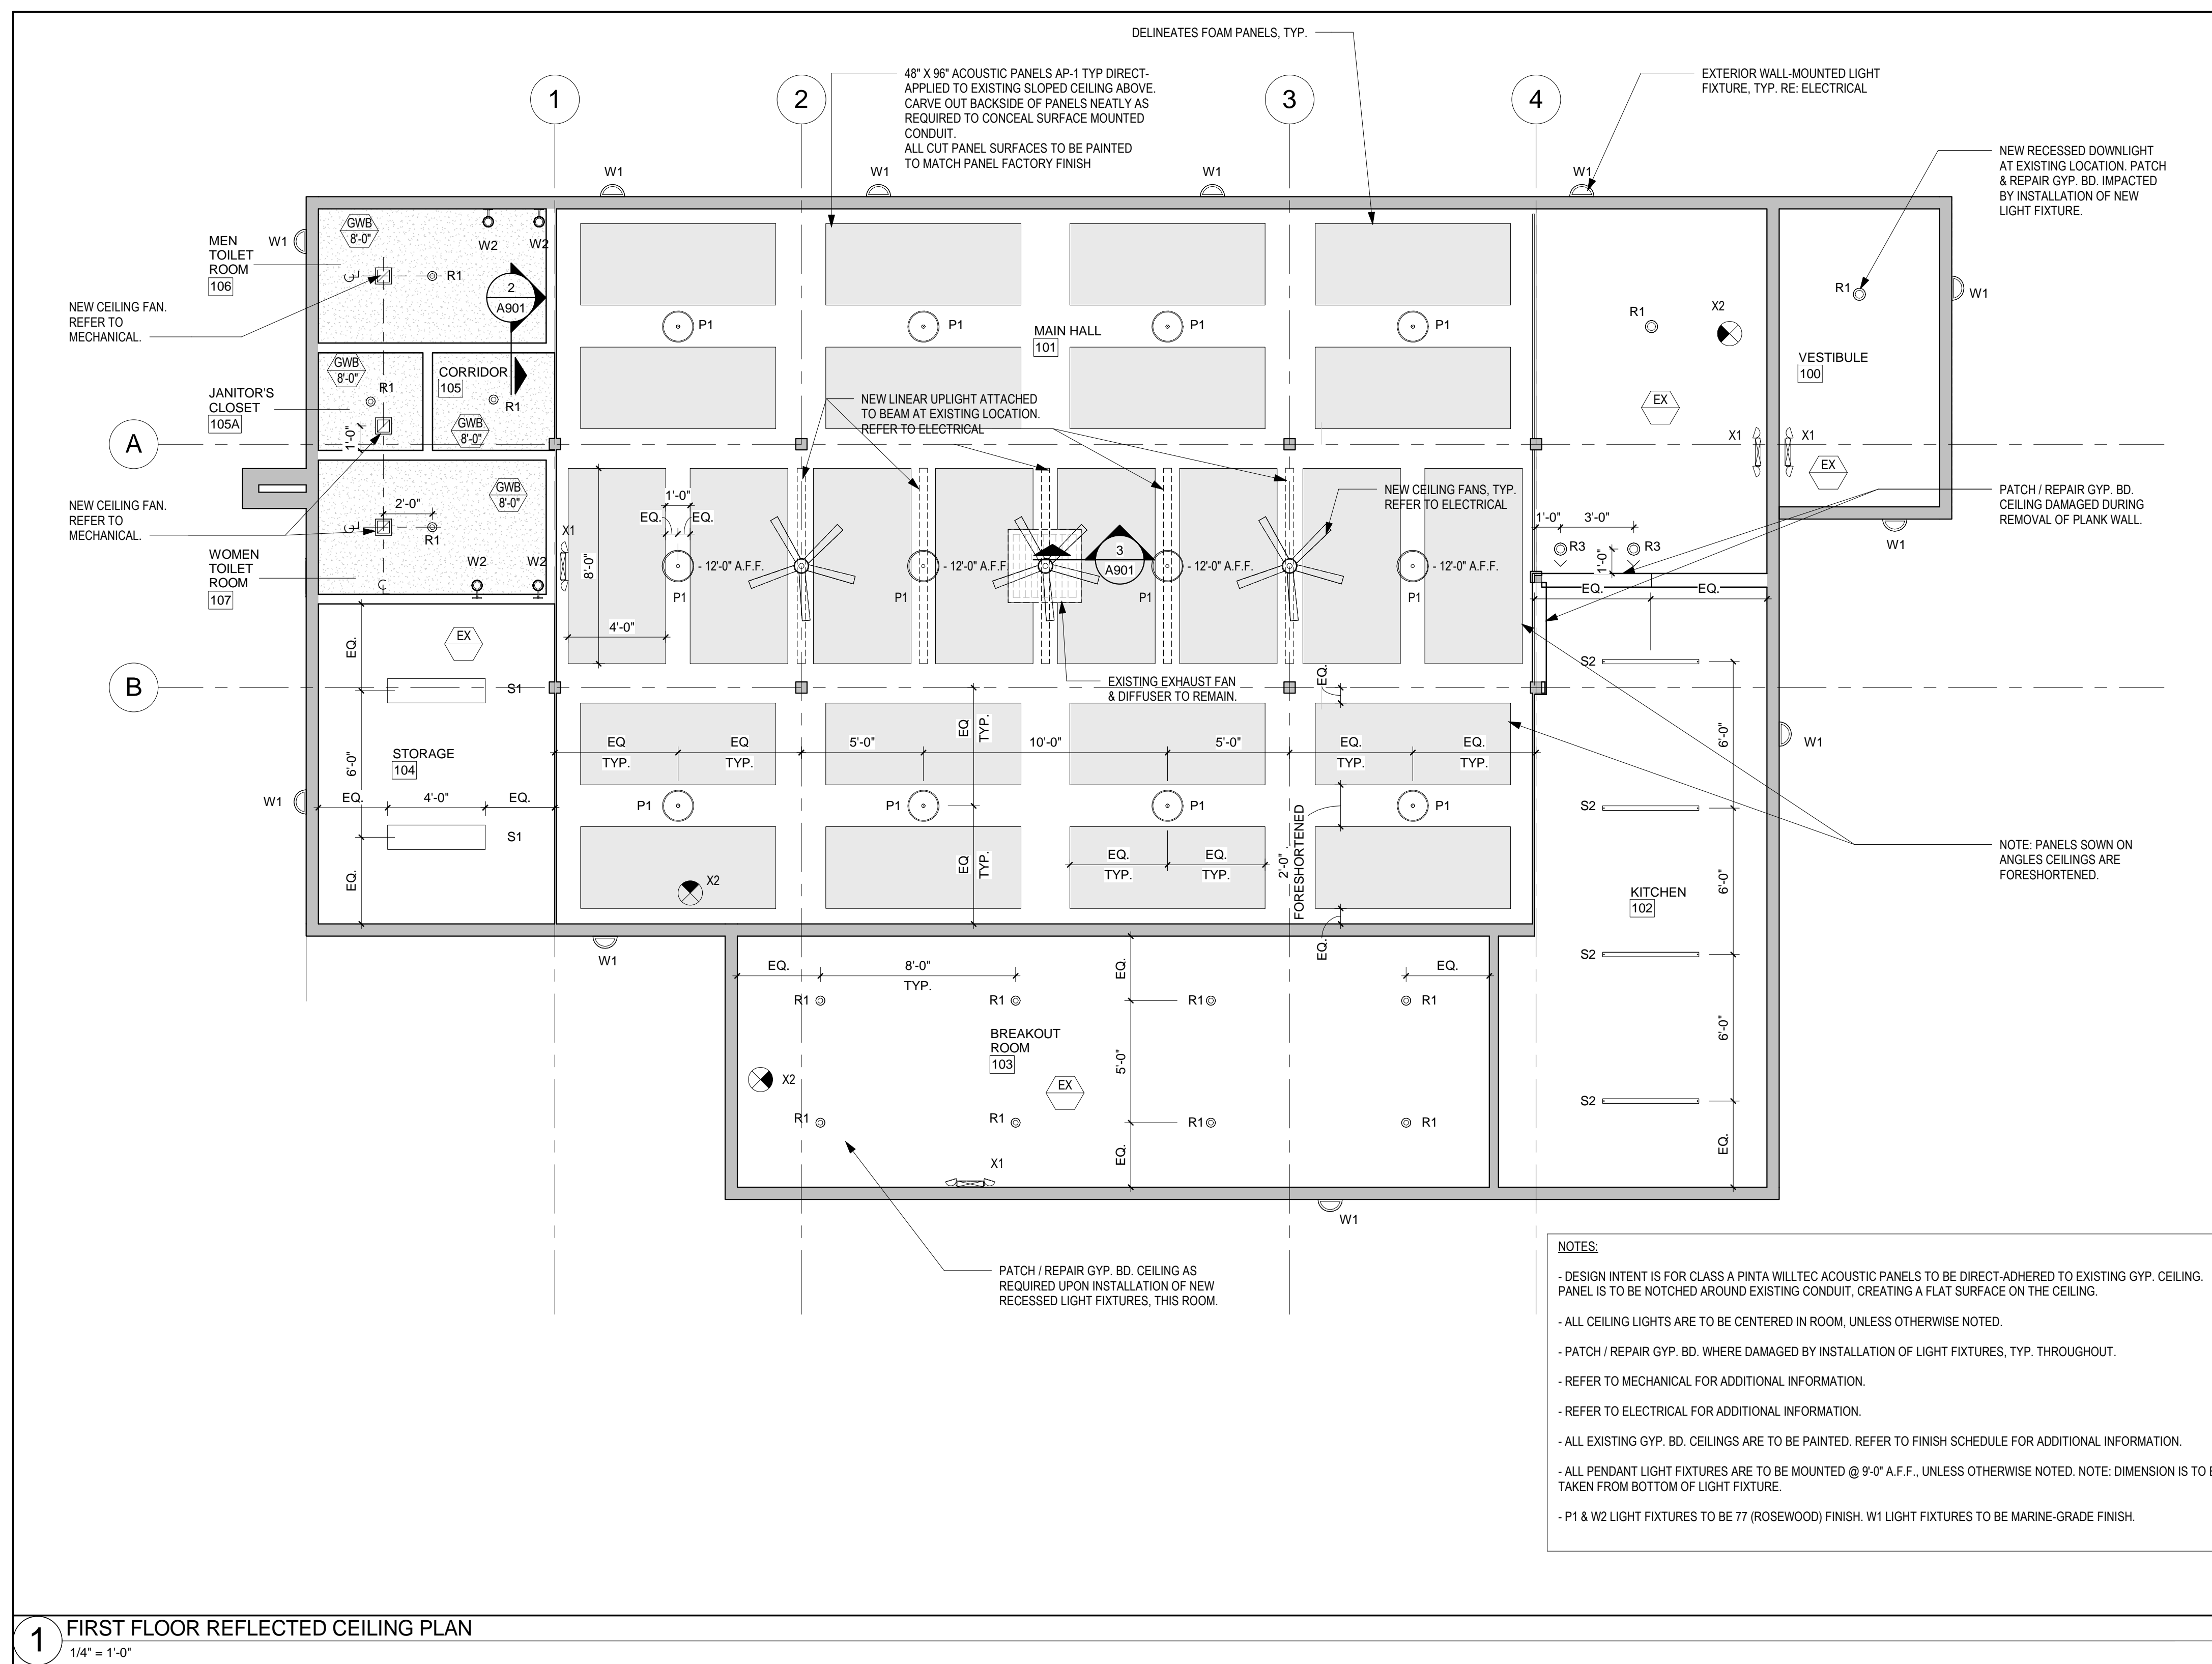 DELINEATES FOAM PANELS, TYP.
48" X 96" ACOUSTIC PANELS AP-1 TYP DIRECT-
APPLIED TO EXISTING SLOPED CEILING ABOVE.
CARVE OUT BACKSIDE OF PANELS NEATLY AS
REQUIRED TO CONCEAL SURFACE MOUNTED
CONDUIT.
ALL CUT PANEL SURFACES TO BE PAINTED
TO MATCH PANEL FACTORY FINISH
EXTERIOR WALL-MOUNTED LIGHT
FIXTURE, TYP. RE: ELECTRICAL
NEW RECESSED DOWNLIGHT
AT EXISTING LOCATION. PATCH
& REPAIR GYP. BD. IMPACTED
BY INSTALLATION OF NEW
LIGHT FIXTURE.
1
2
3
4
W1
W1
W1
W1
MEN
TOILET
ROOM
106
W1
GWB
8'-0"
W2
W2
CL
R1
2
A901
NEW CEILING FAN.
REFER TO
MECHANICAL.
P1
P1
P1
P1
MAIN HALL
101
R1
X2
R1
W1
VESTIBULE
100
JANITOR'S
CLOSET
105A
GWB
8'-0"
R1
1'-0"
CORRIDOR
105
R1
GWB
8'-0"
NEW LINEAR UPLIGHT ATTACHED
TO BEAM AT EXISTING LOCATION.
REFER TO ELECTRICAL
EX
X1
X1
EX
A
NEW CEILING FAN.
REFER TO
MECHANICAL.
WOMEN
TOILET
ROOM
107
GWB
8'-0"
2'-0"
CL
R1
W2
W2
CL
X1
8'-0"
1'-0"
EQ.
EQ.
4'-0"
- 12'-0" A.F.F.
P1
- 12'-0" A.F.F.
P1
3
A901
- 12'-0" A.F.F.
P1
- 12'-0" A.F.F.
P1
NEW CEILING FANS, TYP.
REFER TO ELECTRICAL
1'-0"
3'-0"
R3
R3
1'-0"
EQ.
EQ.
PATCH / REPAIR GYP. BD.
CEILING DAMAGED DURING
REMOVAL OF PLANK WALL.
W1
EXISTING EXHAUST FAN
& DIFFUSER TO REMAIN.
B
EX
EQ.
S1
6'-0"
STORAGE
104
W1
EQ.
4'-0"
EQ.
S1
EQ.
EQ
TYP.
EQ
TYP.
5'-0"
10'-0"
5'-0"
EQ.
TYP.
EQ.
TYP.
EQ
TYP.
EQ
TYP.
EQ.
P1
P1
P1
P1
X2
EQ.
TYP.
EQ.
TYP.
2'-0"
FORESHORTENED
EQ.
S2
6'-0"
W1
S2
6'-0"
KITCHEN
102
S2
6'-0"
S2
EQ.
NOTE: PANELS SOWN ON
ANGLES CEILINGS ARE
FORESHORTENED.
W1
EQ.
8'-0"
TYP.
EQ.
EQ.
R1
R1
R1
R1
BREAKOUT
ROOM
103
5'-0"
EX
X2
R1
R1
R1
R1
EQ.
X1
W1
PATCH / REPAIR GYP. BD. CEILING AS
REQUIRED UPON INSTALLATION OF NEW
RECESSED LIGHT FIXTURES, THIS ROOM.
NOTES:
- DESIGN INTENT IS FOR CLASS A PINTA WILLTEC ACOUSTIC PANELS TO BE DIRECT-ADHERED TO EXISTING GYP. CEILING.
PANEL IS TO BE NOTCHED AROUND EXISTING CONDUIT, CREATING A FLAT SURFACE ON THE CEILING.
- ALL CEILING LIGHTS ARE TO BE CENTERED IN ROOM, UNLESS OTHERWISE NOTED.
- PATCH / REPAIR GYP. BD. WHERE DAMAGED BY INSTALLATION OF LIGHT FIXTURES, TYP. THROUGHOUT.
- REFER TO MECHANICAL FOR ADDITIONAL INFORMATION.
- REFER TO ELECTRICAL FOR ADDITIONAL INFORMATION.
- ALL EXISTING GYP. BD. CEILINGS ARE TO BE PAINTED. REFER TO FINISH SCHEDULE FOR ADDITIONAL INFORMATION.
- ALL PENDANT LIGHT FIXTURES ARE TO BE MOUNTED @ 9'-0" A.F.F., UNLESS OTHERWISE NOTED. NOTE: DIMENSION IS TO
TAKEN FROM BOTTOM OF LIGHT FIXTURE.
- P1 & W2 LIGHT FIXTURES TO BE 77 (ROSEWOOD) FINISH. W1 LIGHT FIXTURES TO BE MARINE-GRADE FINISH.
1
FIRST FLOOR REFLECTED CEILING PLAN
1/4" = 1'-0"